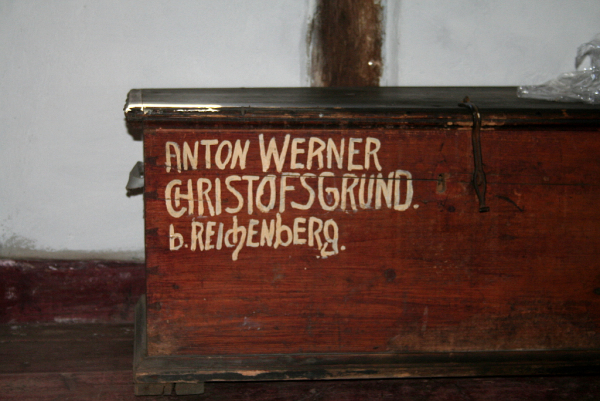 ANTON WERNER
CHRISTOFSGRUND.
b. REICHENbERG.